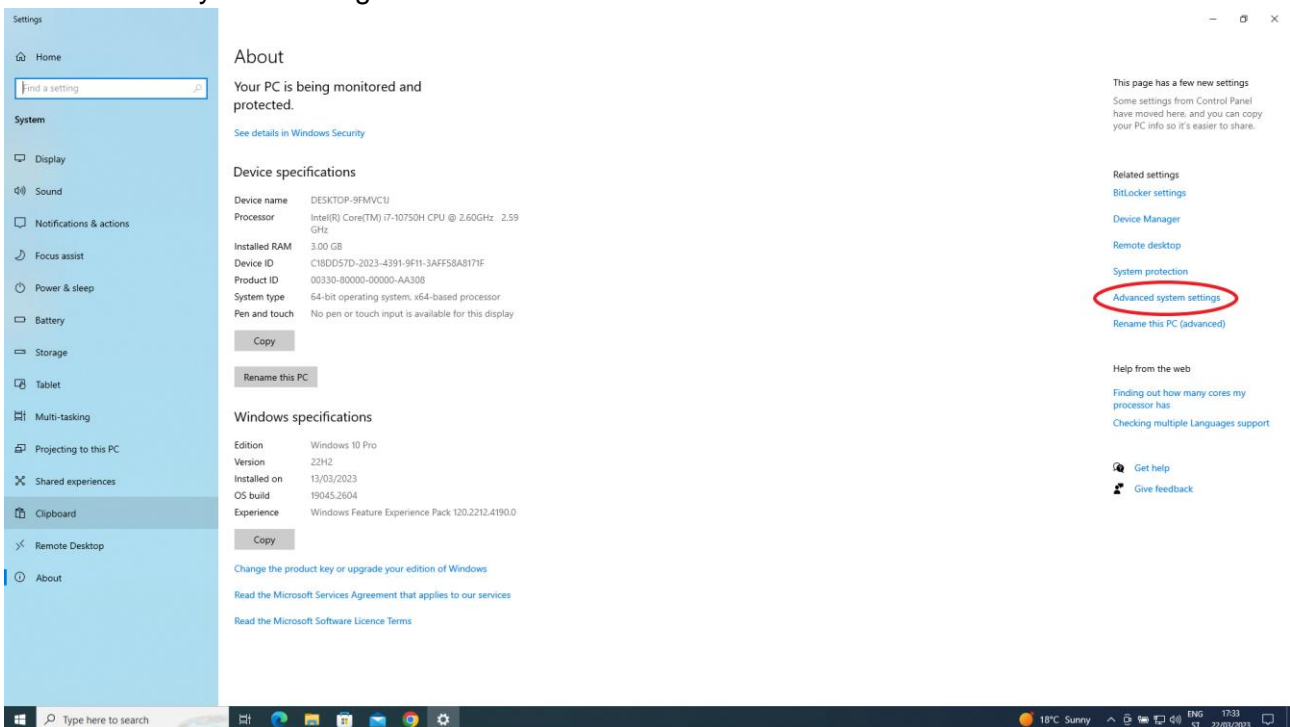 Settings
Home
Find a setting
System
Display
Sound
Notifications & actions
Focus assist
Power & sleep
Battery
Storage
Tablet
Multi-tasking
Projecting to this PC
Shared experiences
Clipboard
Remote Desktop
About
About
Your PC is being monitored and
protected.
See details in Windows Security
Device specifications
Device name DESKTOP-9FMVC1J
Processor Intel(R) Core(TM) i7-10750H CPU @ 2.60GHz 2.59
GHz
Installed RAM 3.00 GB
Device ID C18DD57D-2023-4391-9F11-3AFF58A8171F
Product ID 00330-80000-00000-AA308
System type 64-bit operating system, x64-based processor
Pen and touch No pen or touch input is available for this display
Copy
Rename this PC
Windows specifications
Edition Windows 10 Pro
Version 22H2
Installed on 13/03/2023
OS build 19045.2604
Experience Windows Feature Experience Pack 120.2212.4190.0
Copy
Change the product key or upgrade your edition of Windows
Read the Microsoft Services Agreement that applies to our services
Read the Microsoft Software Licence Terms
This page has a few new settings
Some settings from Control Panel
have moved here, and you can copy
your PC info so it's easier to share.
Related settings
BitLocker settings
Device Manager
Remote desktop
System protection
Advanced system settings
Rename this PC (advanced)
Help from the web
Finding out how many cores my
processor has
Checking multiple Languages support
Get help
Give feedback
Type here to search
18°C Sunny
ENG
17:33
ST
22/03/2023